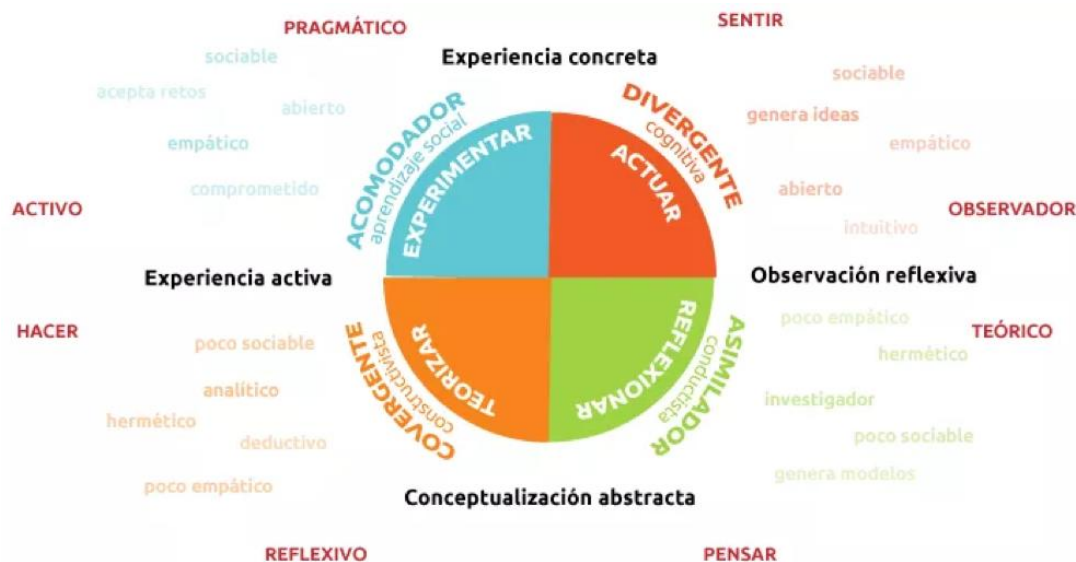 PRAGMÁTICO
SENTIR
sociable
acepta retos
abierto
empático
comprometido
Experiencia concreta
sociable
genera ideas
empático
abierto
intuitivo
ACOMODADOR
aprendizaje social
EXPERIMENTAR
DIVERGENTE
cognitiva
ACTUAR
ACTIVO
OBSERVADOR
Experiencia activa
Observación reflexiva
HACER
TEÓRICO
poco sociable
analítico
hermético
deductivo
poco empático
COVERGENTE
constructivista
TEORIZAR
ASIMILADOR
conductista
REFLEXIONAR
poco empático
hermético
investigador
poco sociable
genera modelos
Conceptualización abstracta
REFLEXIVO
PENSAR